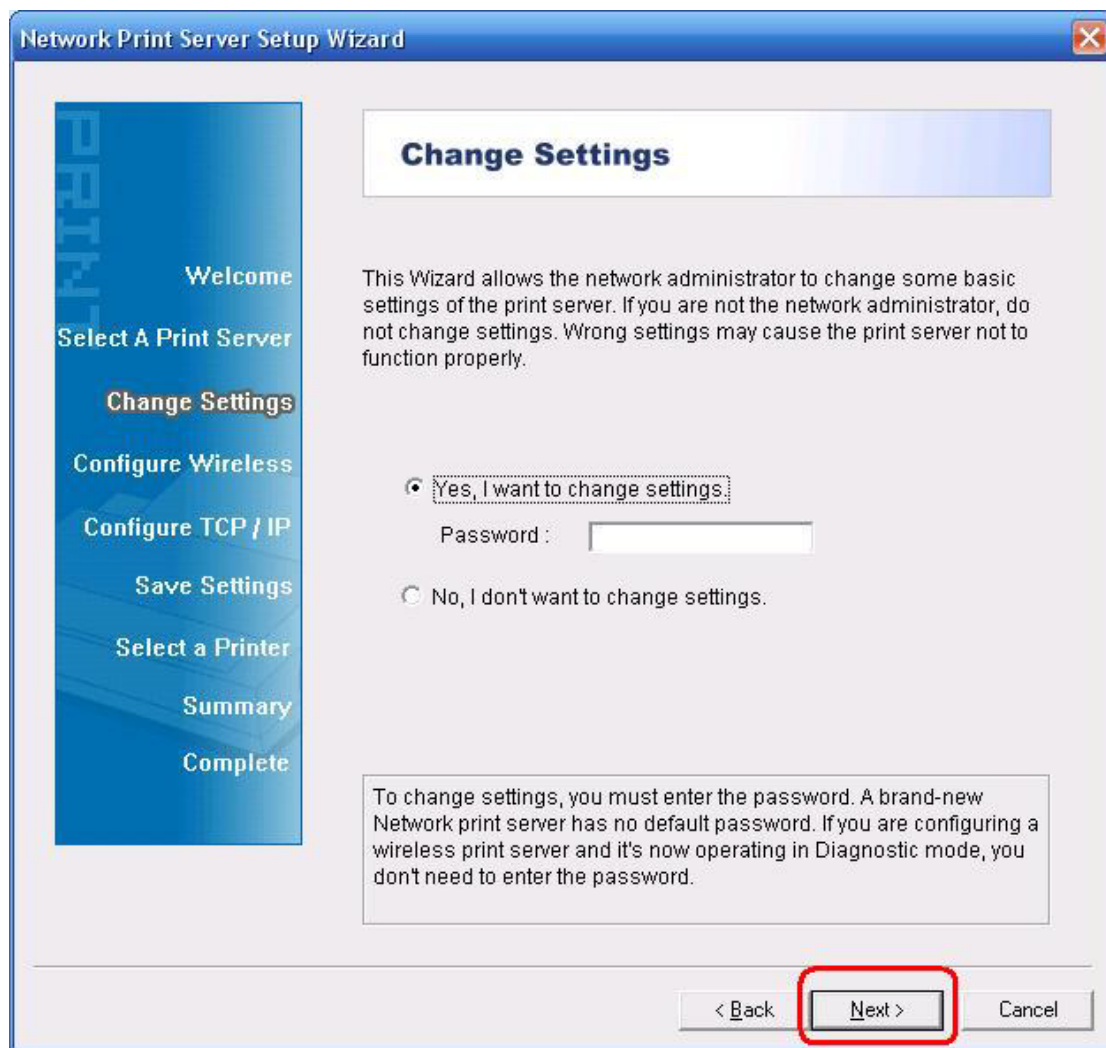 Network Print Server Setup Wizard
PRINT
Welcome
Select A Print Server
Change Settings
Configure Wireless
Configure TCP / IP
Save Settings
Select a Printer
Summary
Complete
Change Settings
This Wizard allows the network administrator to change some basic
settings of the print server. If you are not the network administrator, do
not change settings. Wrong settings may cause the print server not to
function properly.
Yes, I want to change settings.
Password :
No, I don't want to change settings.
To change settings, you must enter the password. A brand-new
Network print server has no default password. If you are configuring a
wireless print server and it's now operating in Diagnostic mode, you
don't need to enter the password.
< Back
Next >
Cancel